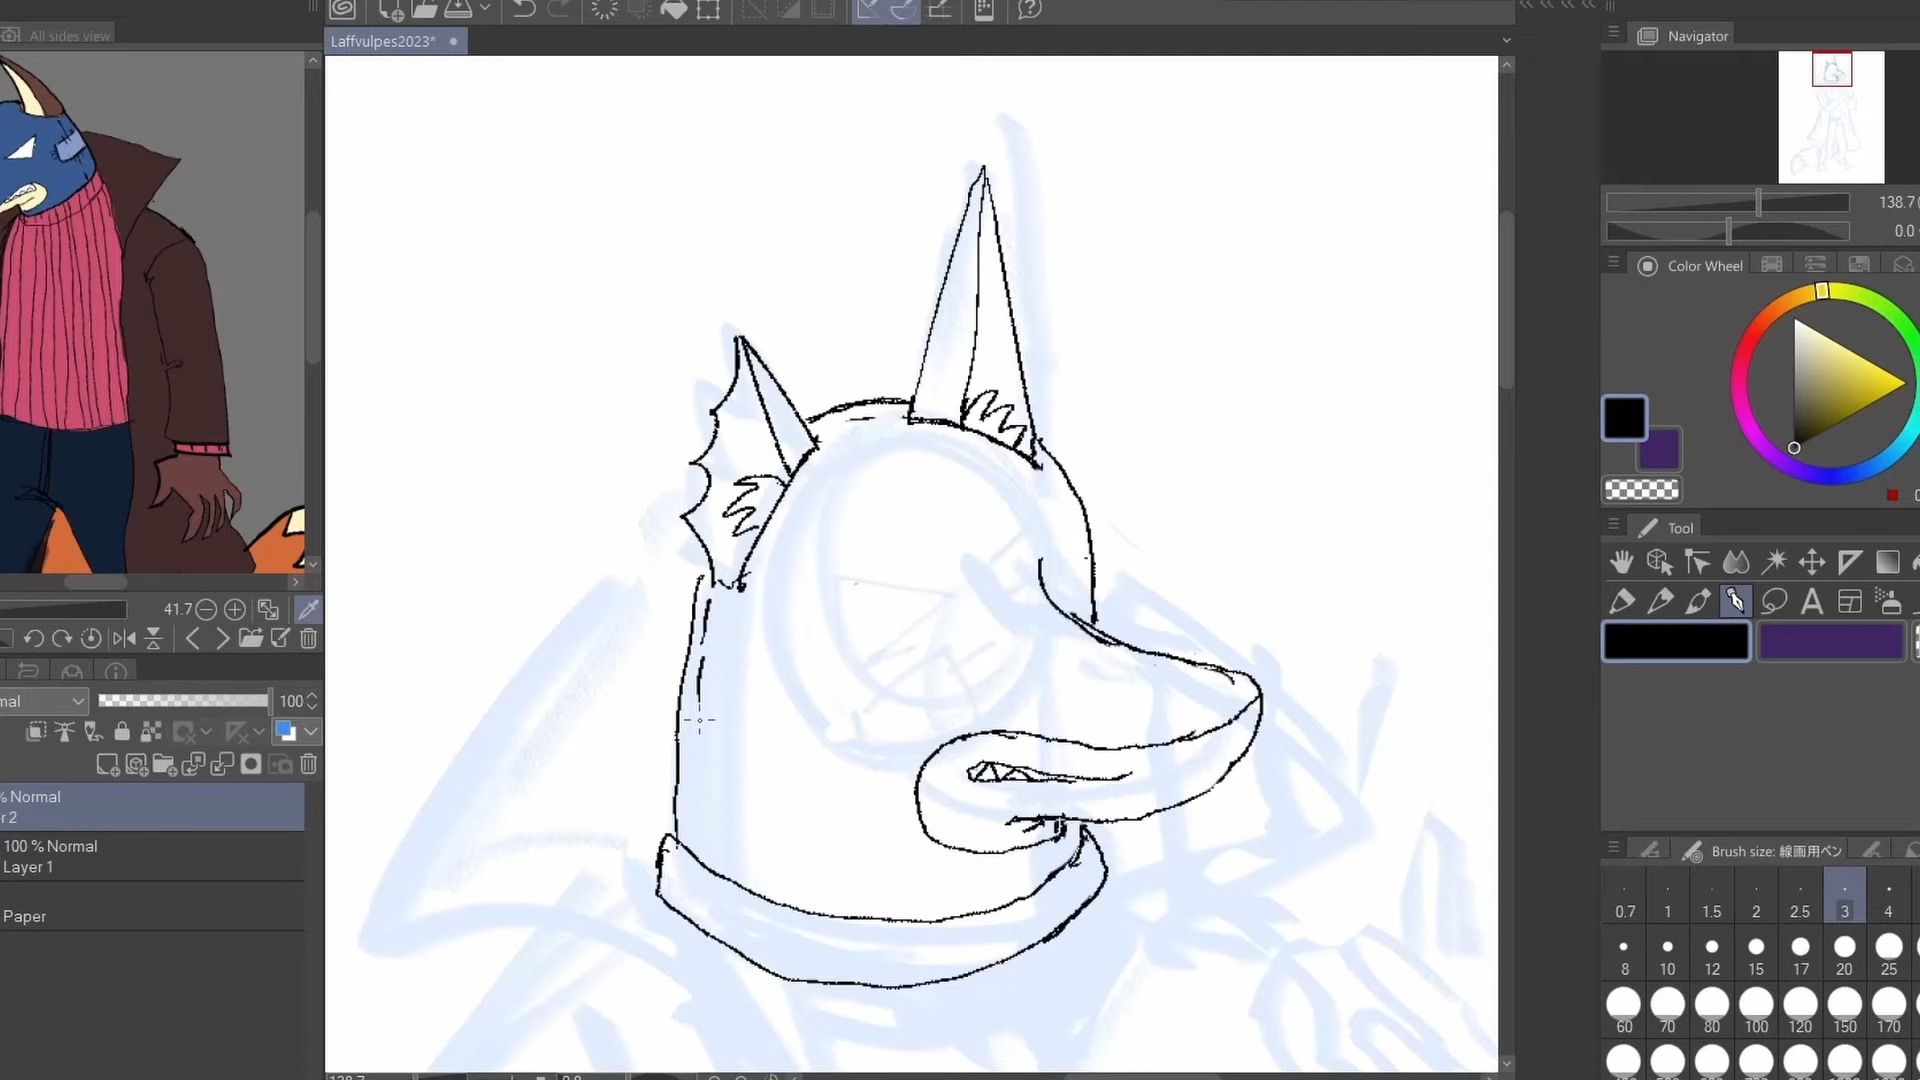 All sides view
Laffvulpes2023*
Navigator
138.7
0.0
Color Wheel
0
Tool
41.7
100
% Normal
r 2
100 % Normal
Layer 1
Paper
Brush size: 線画用ペン
0.7 1 1.5 2 2.5 3 4
8 10 12 15 17 20 25
60 70 80 100 120 150 170